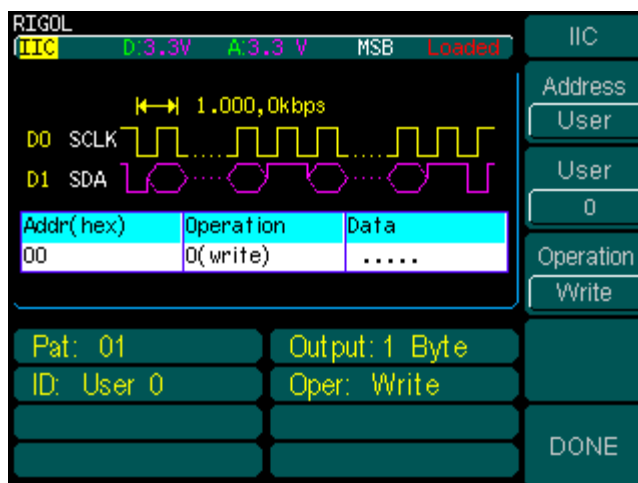 RIGOL
IIC D:3.3V A:3.3 V MSB Loaded
1.000,0kbps
D0 SCLK
D1 SDA
Addr(hex) Operation Data
00 0(write) .....
Pat: 01 Output: 1 Byte
ID: User 0 Oper: Write
IIC
Address
User
User
0
Operation
Write
DONE